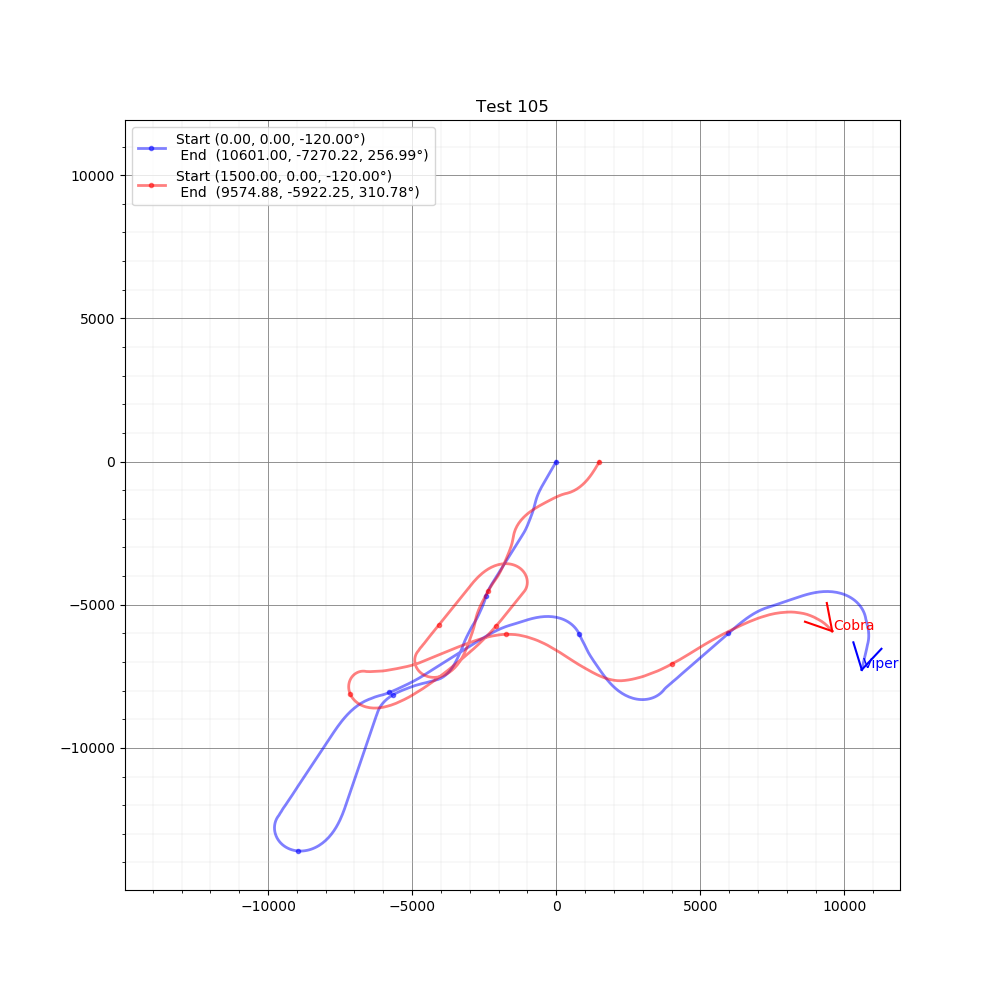 Test 105
Start (0.00, 0.00, -120.00°)
End (10601.00, -7270.22, 256.99°)
Start (1500.00, 0.00, -120.00°)
End (9574.88, -5922.25, 310.78°)
10000
5000
0
−5000
−10000
Cobra
Viper
−10000 −5000 0 5000 10000